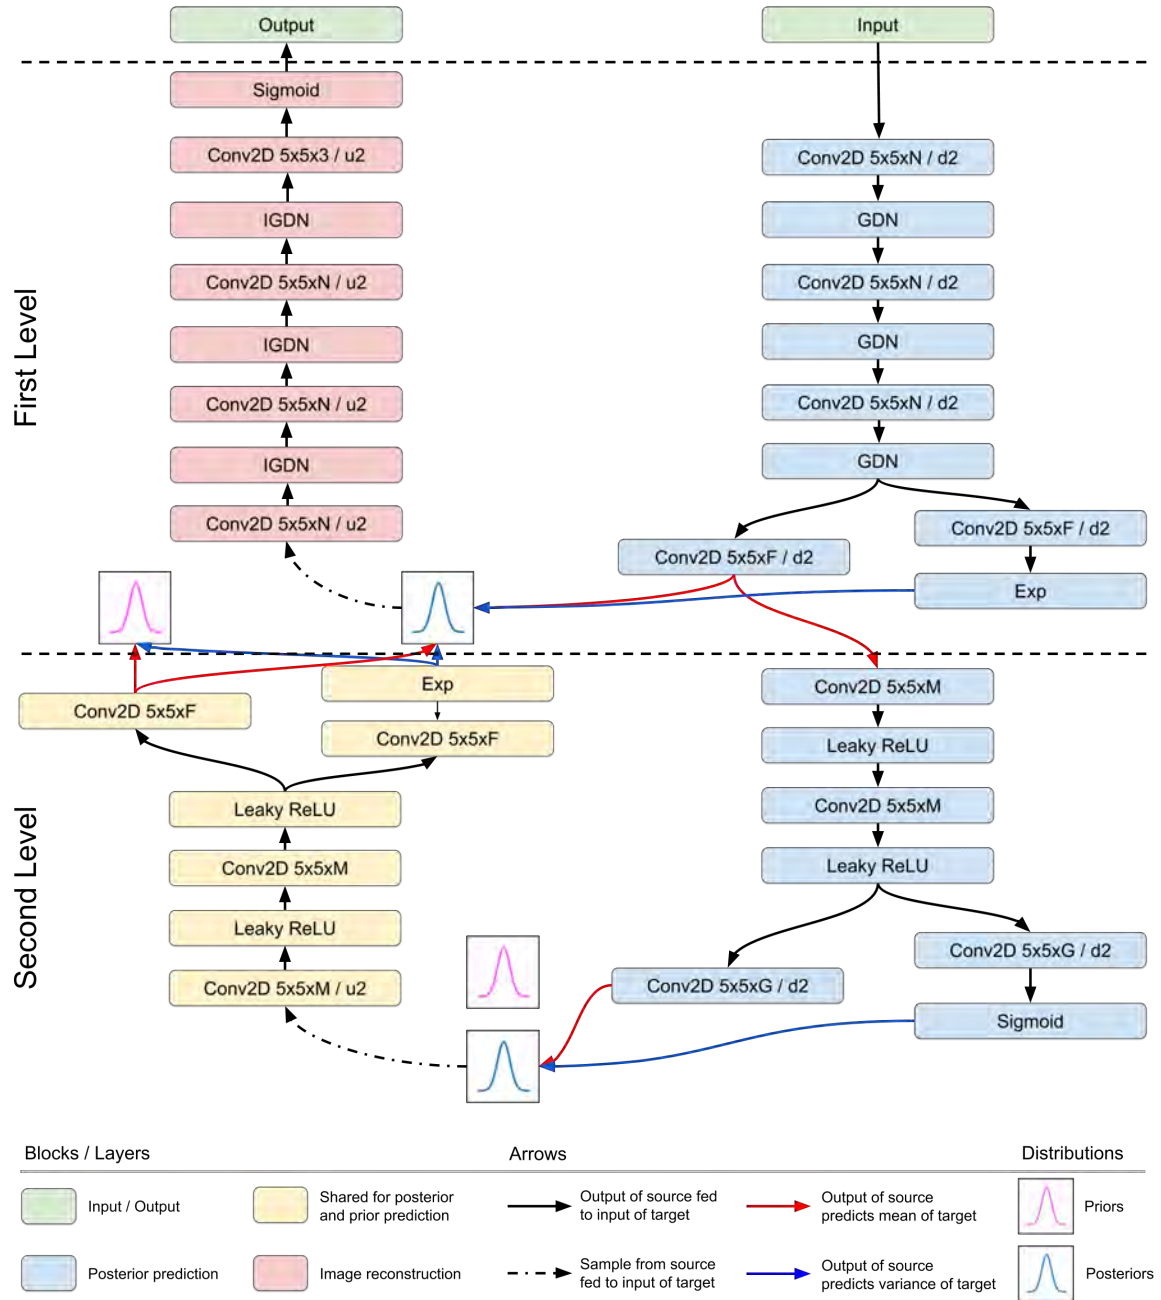 Output
Input
Sigmoid
Conv2D 5x5x3 / u2
IGDN
Conv2D 5x5xN / u2
IGDN
Conv2D 5x5xN / u2
IGDN
Conv2D 5x5xN / u2
Conv2D 5x5xN / d2
GDN
Conv2D 5x5xN / d2
GDN
Conv2D 5x5xN / d2
GDN
Conv2D 5x5xF / d2
Conv2D 5x5xF / d2
Exp
First Level
Second Level
Conv2D 5x5xF
Exp
Conv2D 5x5xF
Leaky ReLU
Conv2D 5x5xM
Leaky ReLU
Conv2D 5x5xM / u2
Conv2D 5x5xM
Leaky ReLU
Conv2D 5x5xM
Leaky ReLU
Conv2D 5x5xG / d2
Conv2D 5x5xG / d2
Sigmoid
Blocks / Layers
Arrows
Distributions
Input / Output
Shared for posterior
and prior prediction
Output of source fed
to input of target
Output of source
predicts mean of target
Priors
Posterior prediction
Image reconstruction
Sample from source
fed to input of target
Output of source
predicts variance of target
Posteriors